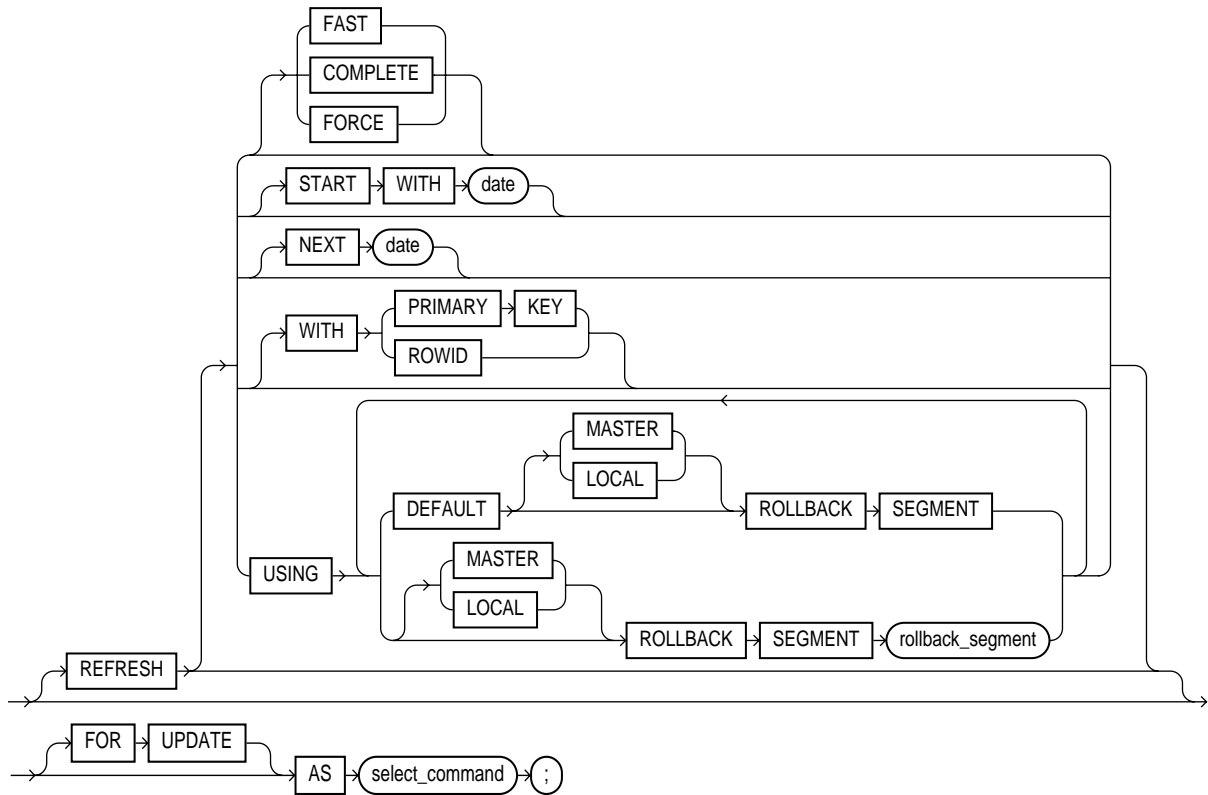 FAST
COMPLETE
FORCE
START WITH date
NEXT date
PRIMARY KEY
WITH
ROWID
MASTER
LOCAL
DEFAULT ROLLBACK SEGMENT
USING
MASTER
LOCAL
ROLLBACK SEGMENT rollback_segment
REFRESH
FOR UPDATE
AS select_command ;